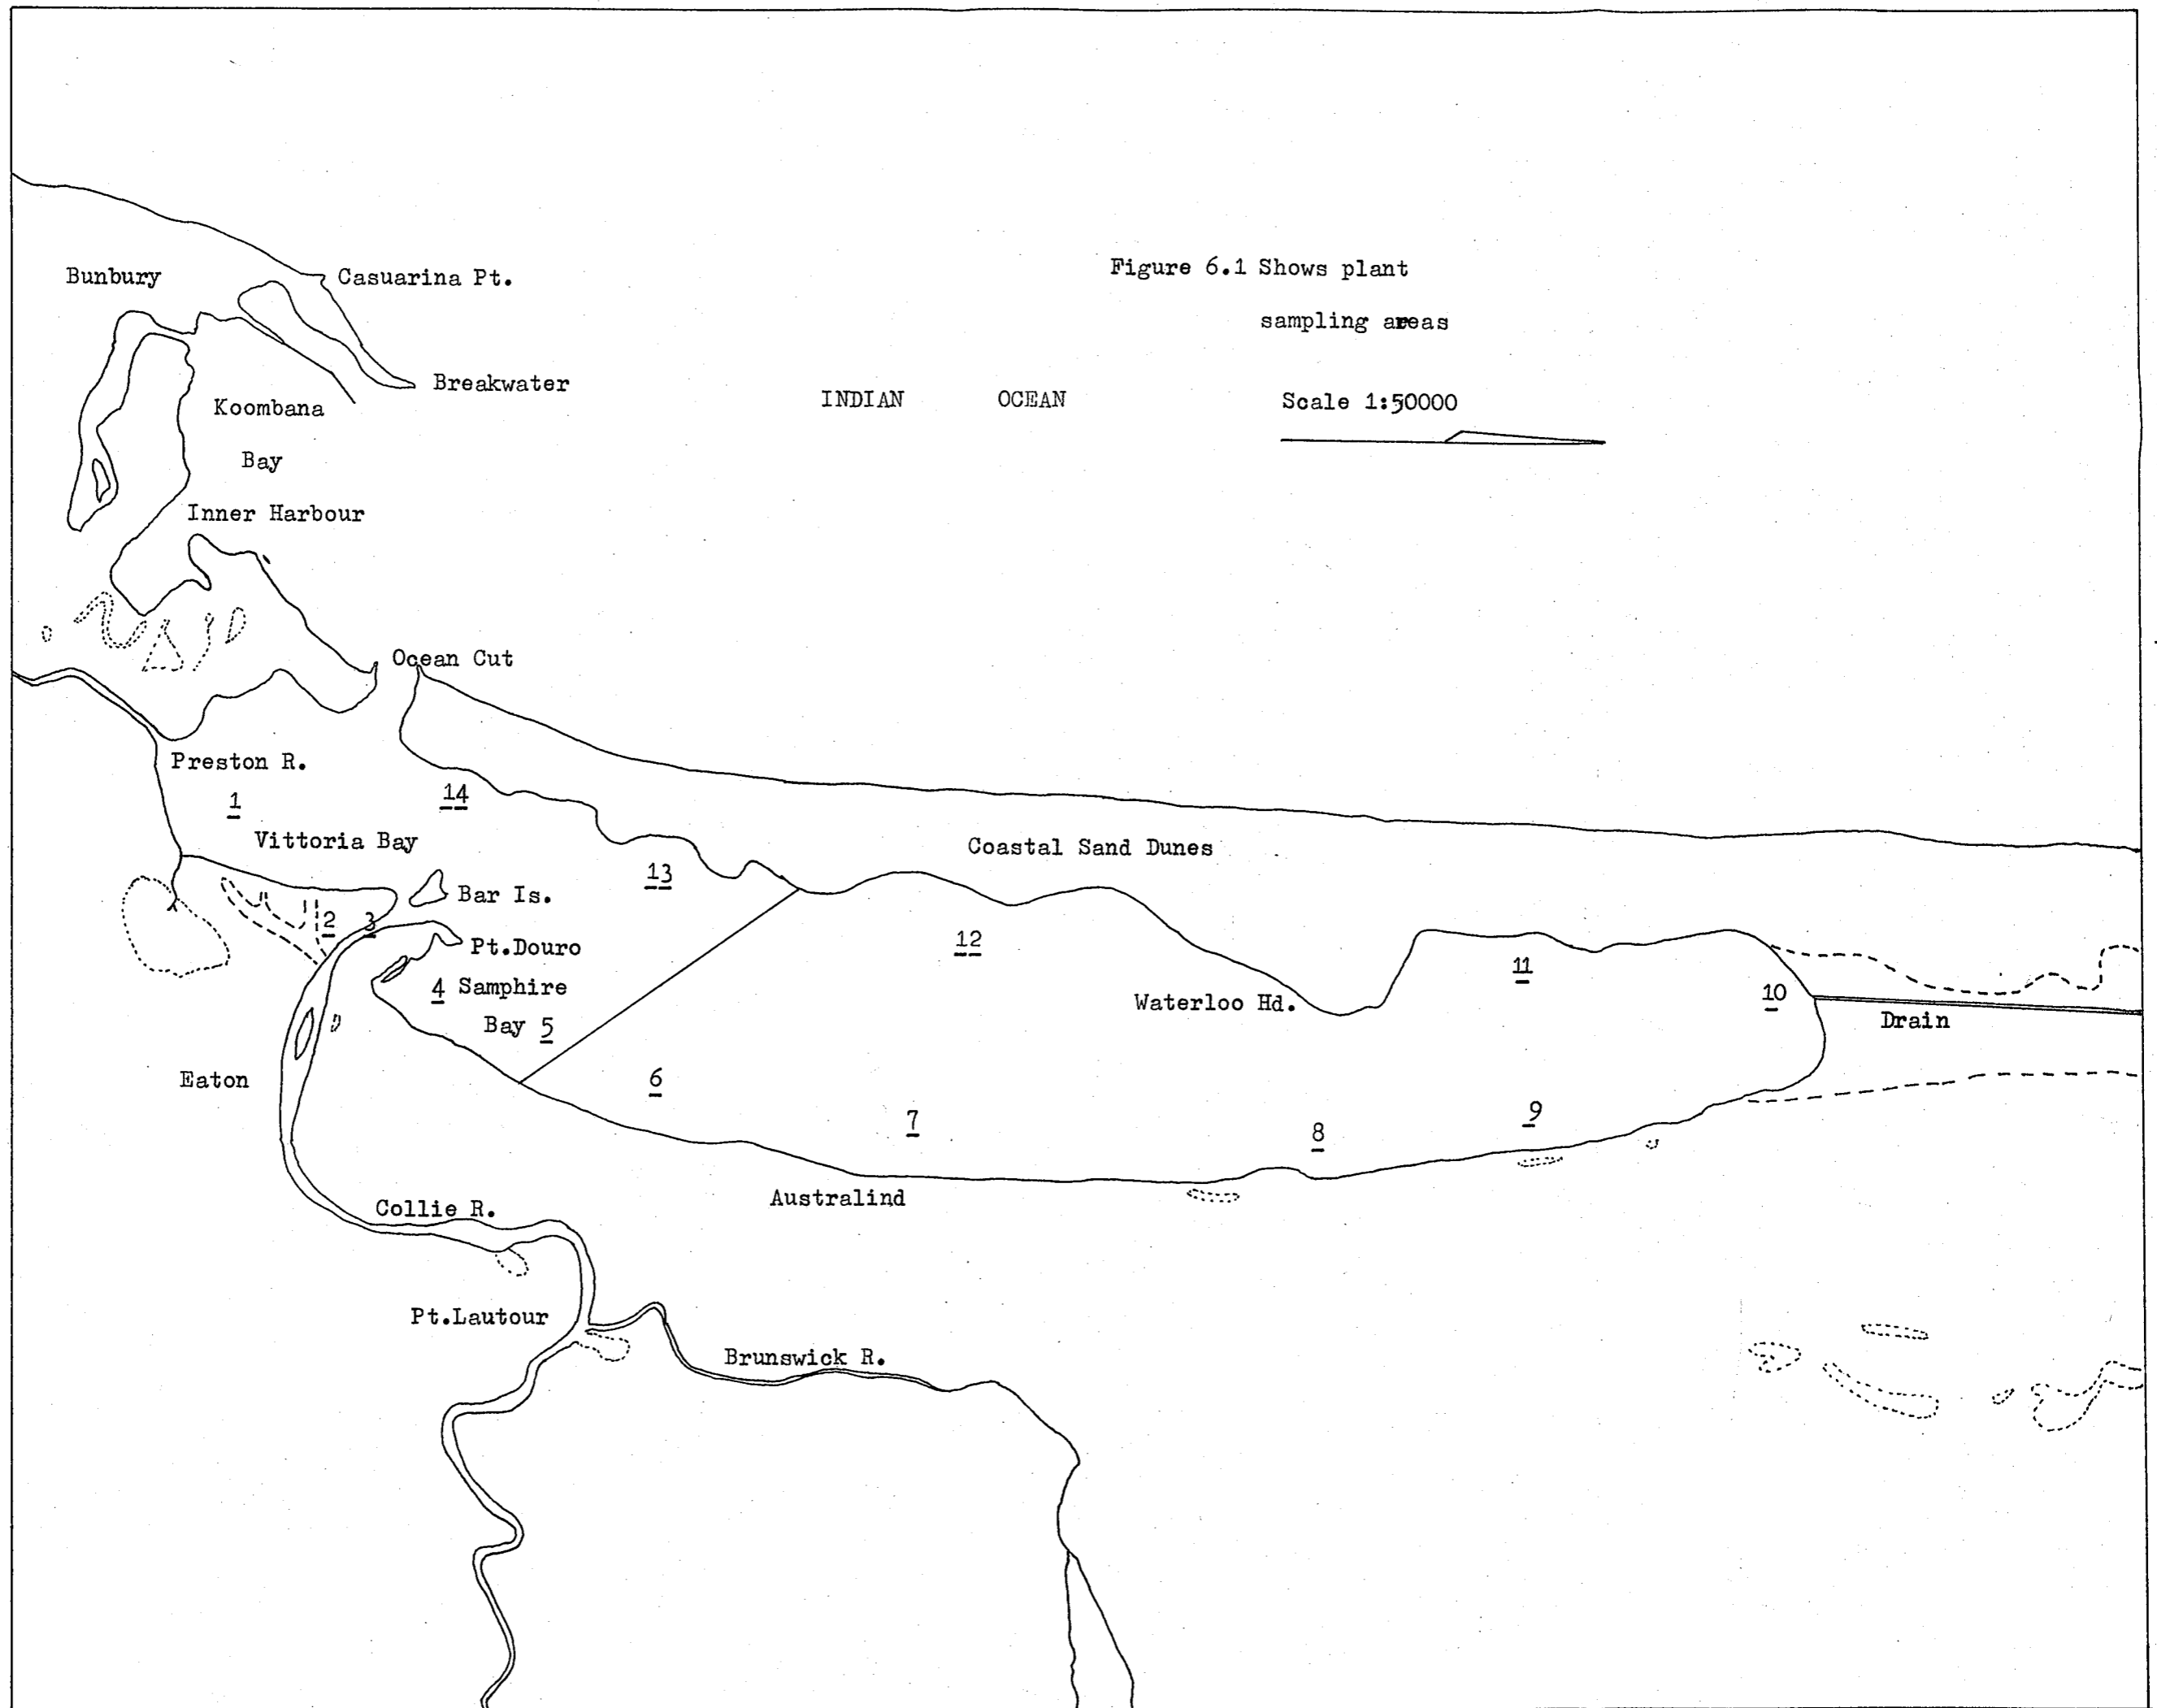 Figure 6.1 Shows plant
sampling areas
Scale 1:50000
INDIAN OCEAN
Bunbury
Casuarina Pt.
Breakwater
Koombana
Bay
Inner Harbour
Ocean Cut
Preston R.
1
14
Vittoria Bay
Coastal Sand Dunes
13
Bar Is.
2
3
Pt.Douro
12
11
4 Samphire
Bay 5
Waterloo Hd.
10
Drain
Eaton
6
7
8
9
Australind
Collie R.
Pt.Lautour
Brunswick R.